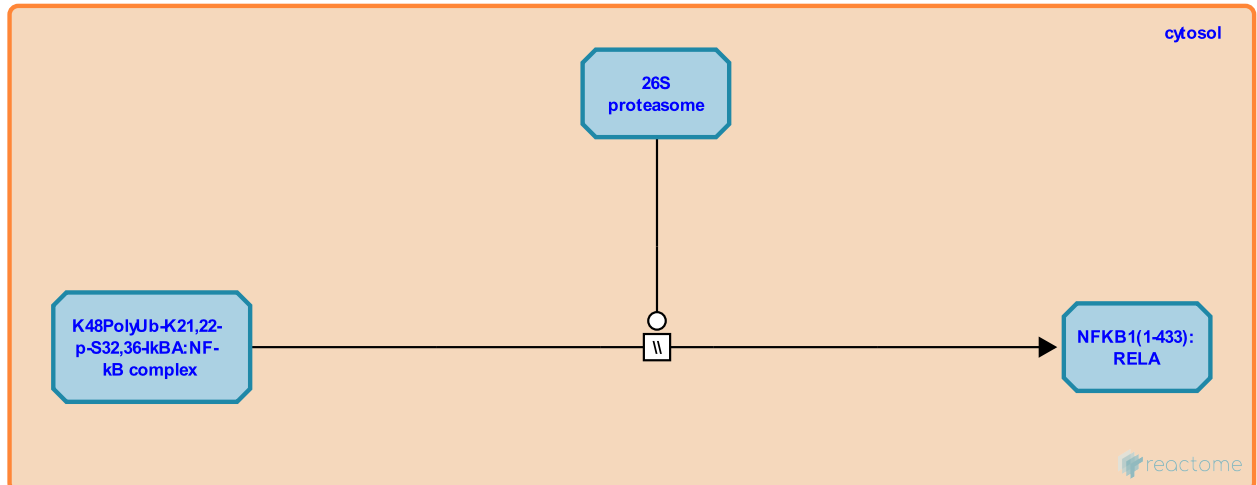 cytosol
26S
proteasome
K48PolyUb-K21,22-
p-S32,36-IkBA:NF-
kB complex
\\
NFKB1(1-433):
RELA
reactome